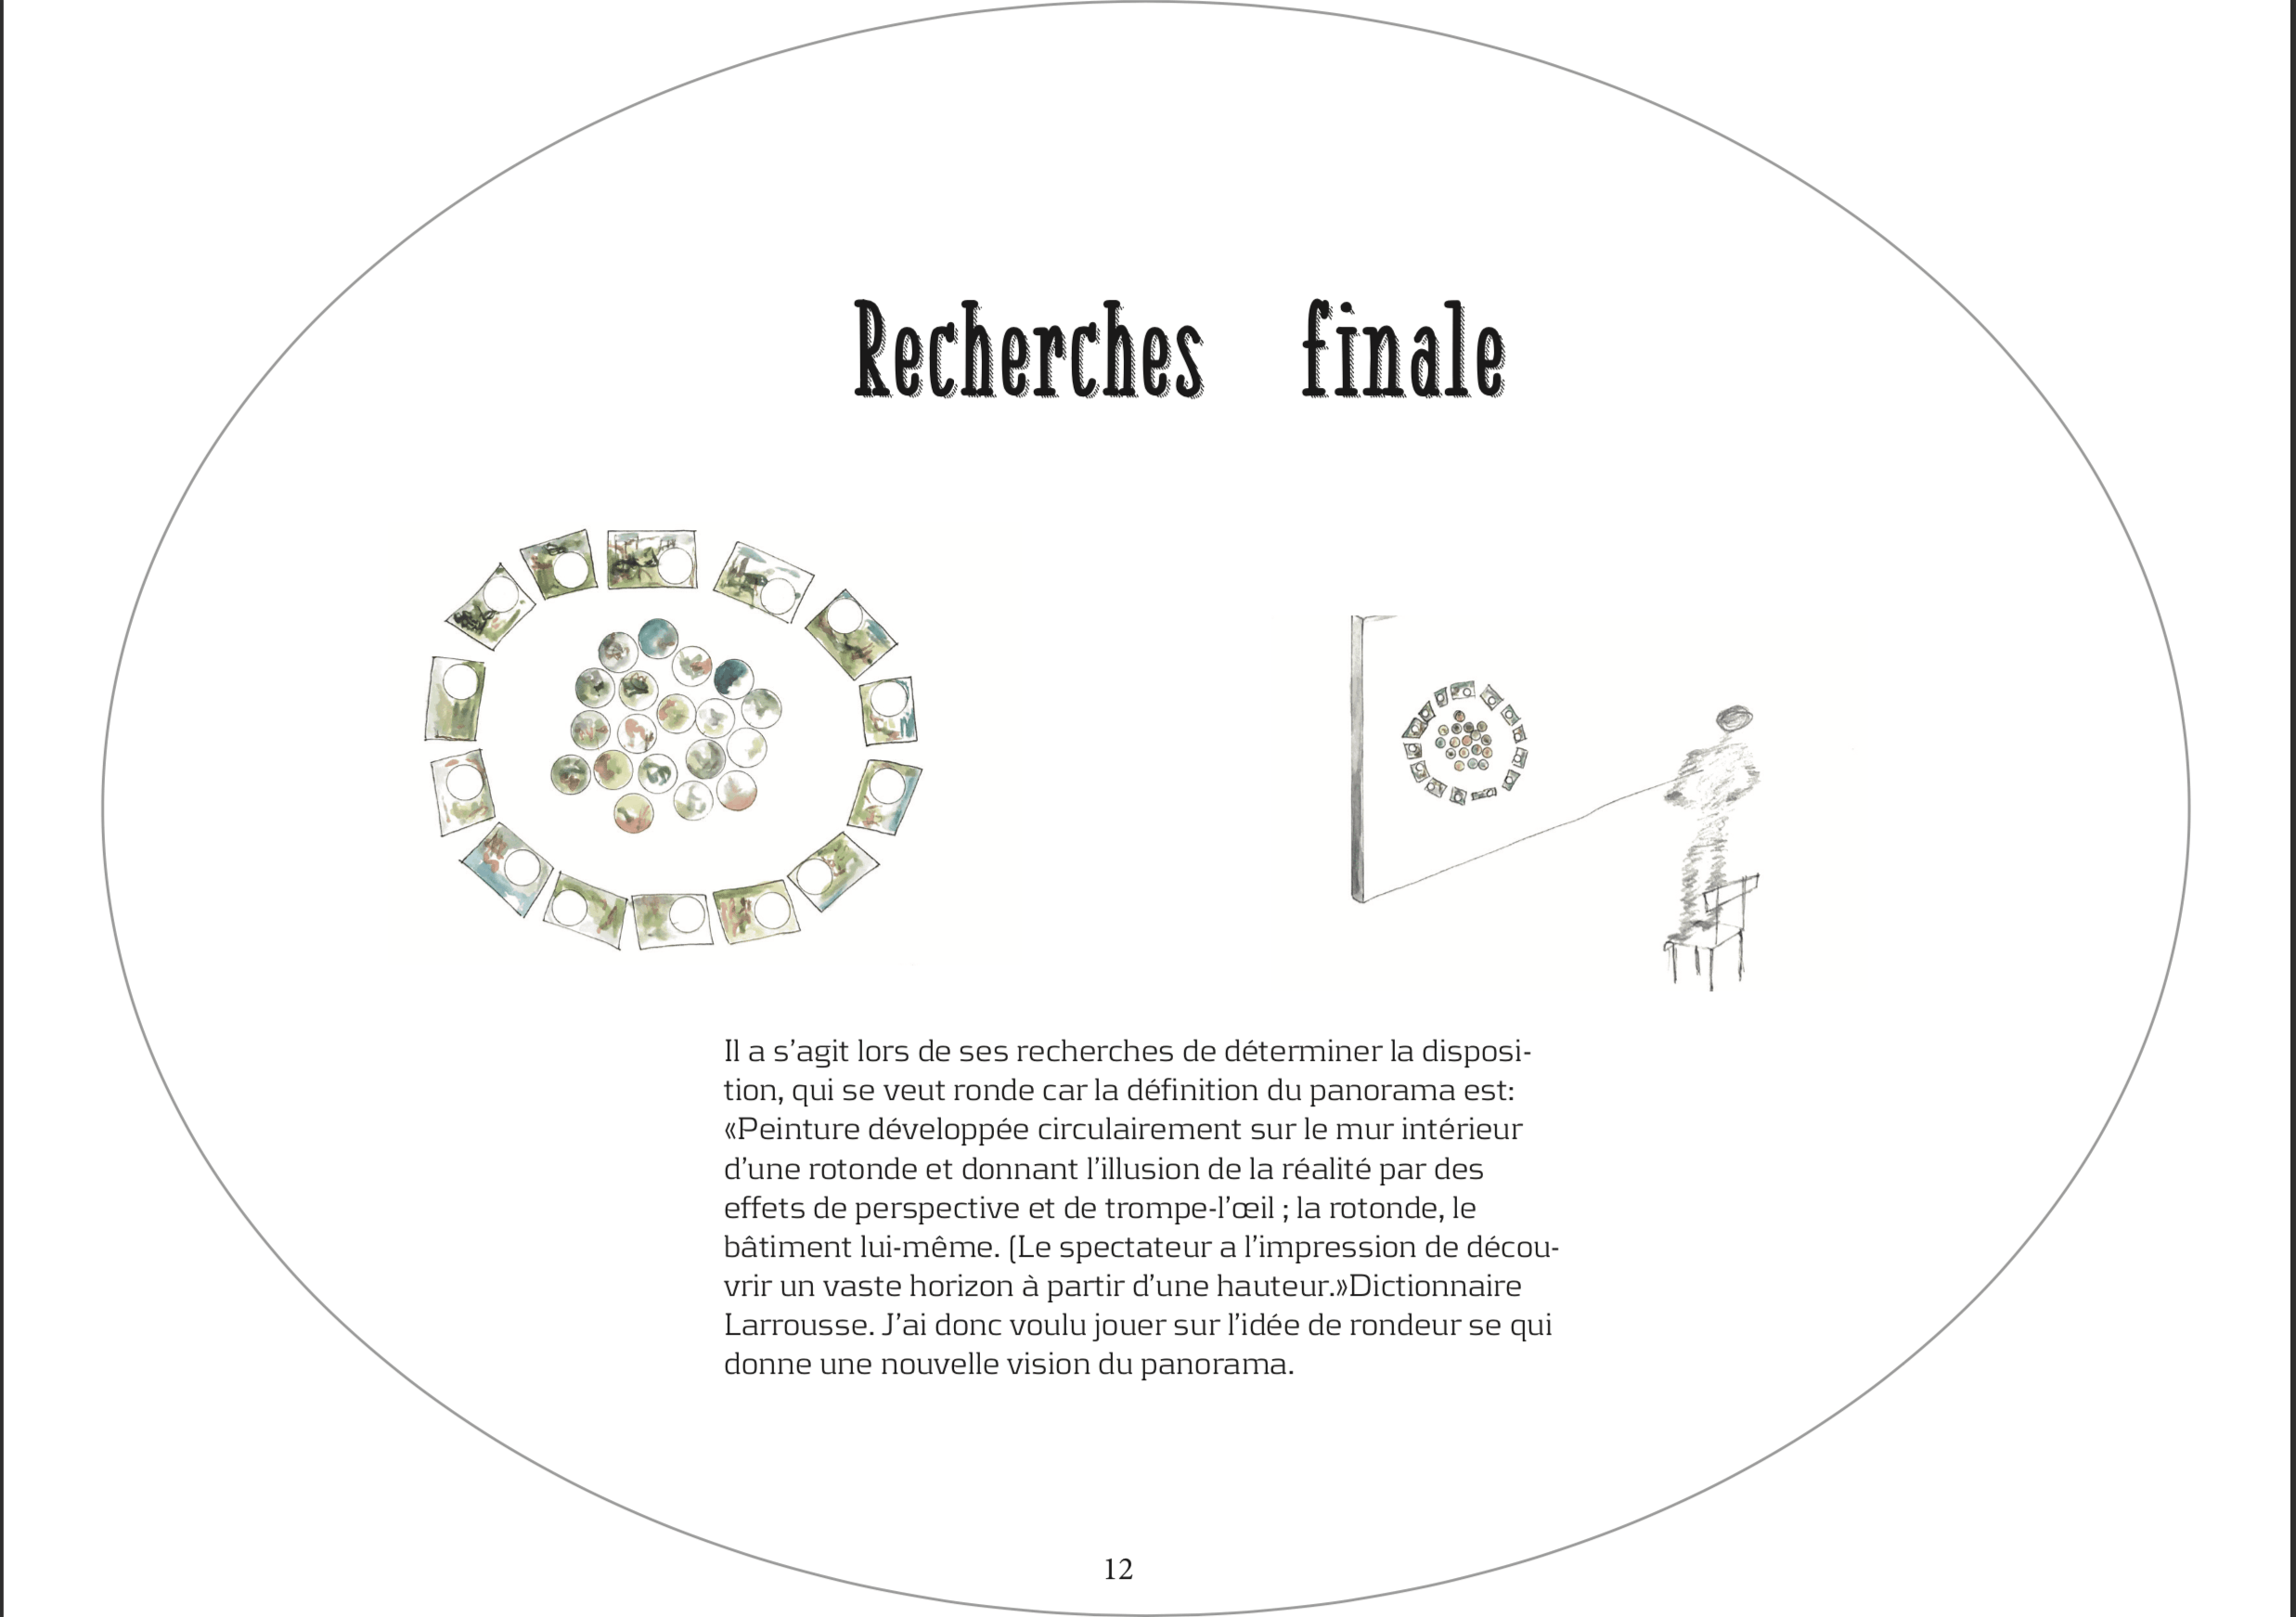 Recherches finale
Il a s’agit lors de ses recherches de déterminer la disposi-
tion, qui se veut ronde car la définition du panorama est:
«Peinture développée circulairement sur le mur intérieur
d’une rotonde et donnant l’illusion de la réalité par des
effets de perspective et de trompe-l’œil ; la rotonde, le
bâtiment lui-même. (Le spectateur a l’impression de décou-
vrir un vaste horizon à partir d’une hauteur.»Dictionnaire
Larrousse. J’ai donc voulu jouer sur l’idée de rondeur se qui
donne une nouvelle vision du panorama.
12